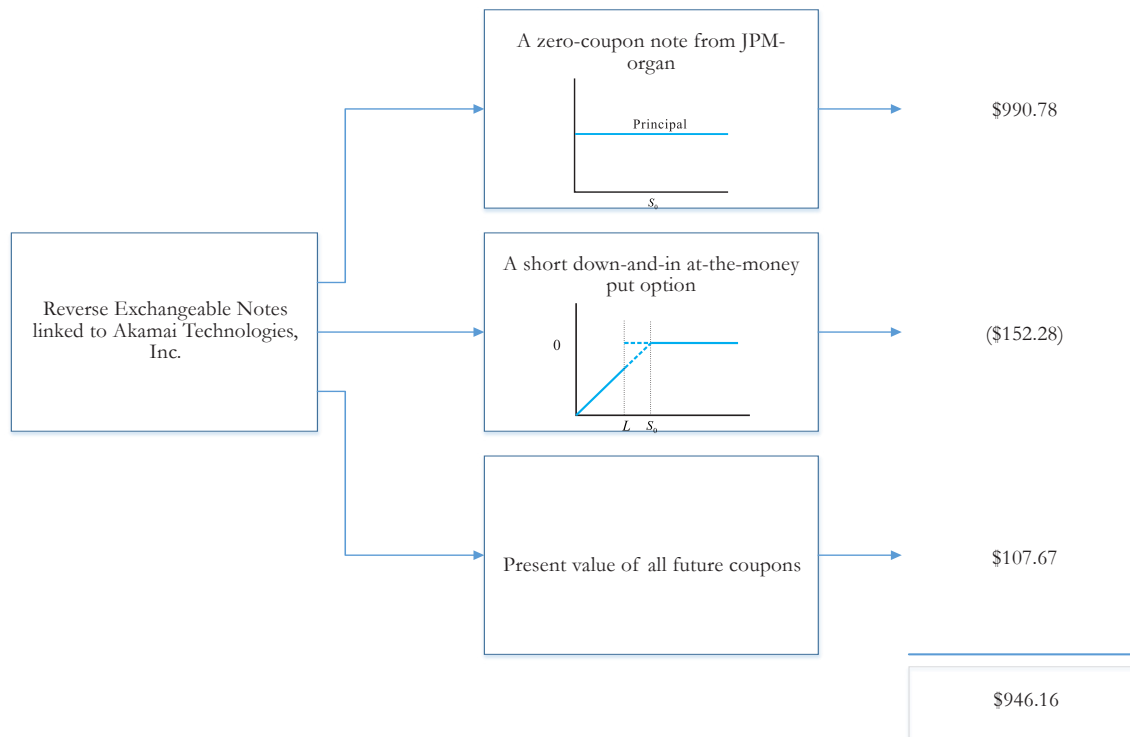 Reverse Exchangeable Notes
linked to Akamai Technologies,
Inc.
A zero-coupon note from JPM-
organ
Principal
S₀
$990.78
A short down-and-in at-the-money
put option
0
L S₀
($152.28)
Present value of all future coupons
$107.67
$946.16